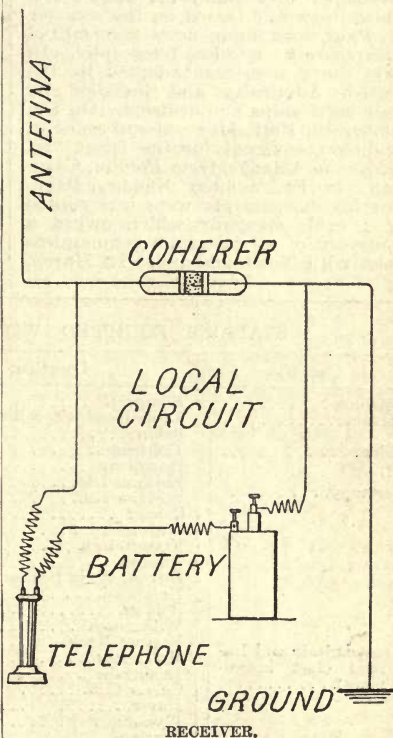 ANTENNA
COHERER
LOCAL
CIRCUIT
BATTERY
TELEPHONE
GROUND
RECEIVER.